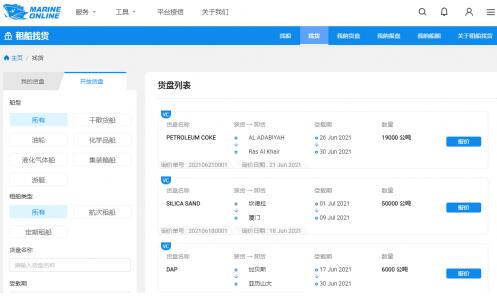 MARINE ONLINE 服务 工具 平台授信 关于我们
租船找货 找船 找货 我的货盘 我的报盘 我的船舶 关于租船找货
主页 / 找货
我的货盘 开放货盘
船型
所有 干散货船
油轮 化学品船
液化气体船 集装箱船
游艇
租船类型
所有 航次租船
定期租船
货盘名称
请输入货盘名称
受载期
货盘列表
VC
货盘名称 装货 → 卸货 受载期 数量
PETROLEUM COKE AL ADABIYAH 26 Jun 2021 19000 公吨 报价
Ras Al Khair 30 Jun 2021
询价单号 : 202106210001 询价日期 : 21 Jun 2021
VC
货盘名称 装货 → 卸货 受载期 数量
SILICA SAND 坎德拉 01 Jul 2021 50000 公吨 报价
厦门 09 Jul 2021
询价单号 : 202106180001 询价日期 : 18 Jun 2021
VC
货盘名称 装货 → 卸货 受载期 数量
DAP 加贝斯 17 Jun 2021 6000 公吨 报价
亚历山大 30 Jun 2021